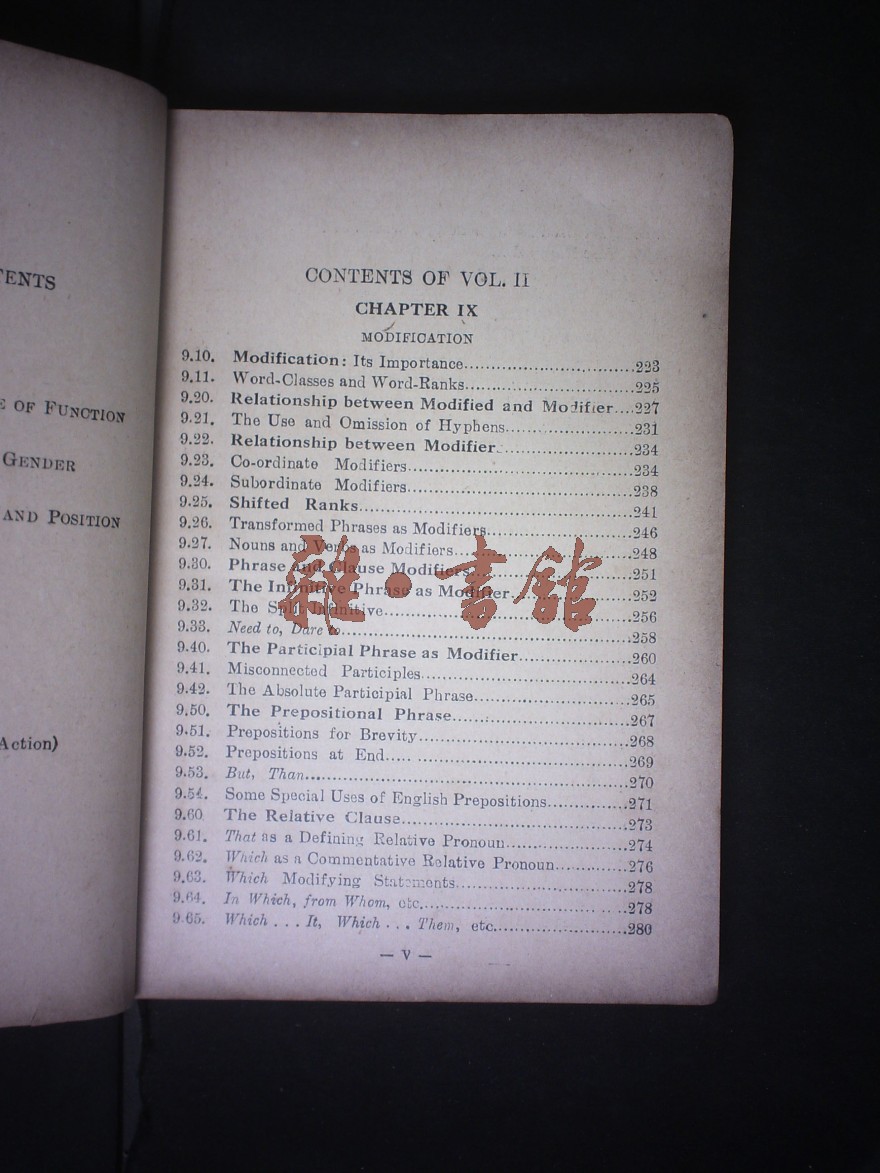 TENTS
E OF FUNCTION
GENDER
AND POSITION
Action)
CONTENTS OF VOL. II
CHAPTER IX
MODIFICATION
9.10. Modification: Its Importance................................223
9.11. Word-Classes and Word-Ranks...............................225
9.20. Relationship between Modified and Modifier....227
9.21. The Use and Omission of Hyphens........................231
9.22. Relationship between Modifier..........................234
9.23. Co-ordinate Modifiers..........................................234
9.24. Subordinate Modifiers..........................................238
9.25. Shifted Ranks....................................................241
9.26. Transformed Phrases as Modifiers...........................246
9.27. Nouns and Verbs as Modifiers.................................248
9.30. Phrase and Clause Modifiers..............................251
9.31. The Infinitive Phrase as Modifier.......................252
9.32. The Split Infinitive..............................................256
9.33. Need to, Dare to......................................................258
9.40. The Participial Phrase as Modifier.....................260
9.41. Misconnected Participles.......................................264
9.42. The Absolute Participial Phrase.............................265
9.50. The Prepositional Phrase..................................267
9.51. Prepositions for Brevity........................................268
9.52. Prepositions at End..... ........................................269
9.53. But, Than............................................................270
9.54. Some Special Uses of English Prepositions...............271
9.60 The Relative Clause..........................................273
9.61. That as a Defining Relative Pronoun.......................274
9.62. Which as a Commentative Relative Pronoun.............276
9.63. Which Modifying Statements.................................278
9.64. In Which, from Whom, etc......................................278
9.65. Which . . . It, Which . . . Them, etc.........................280
— V —
雜·書館